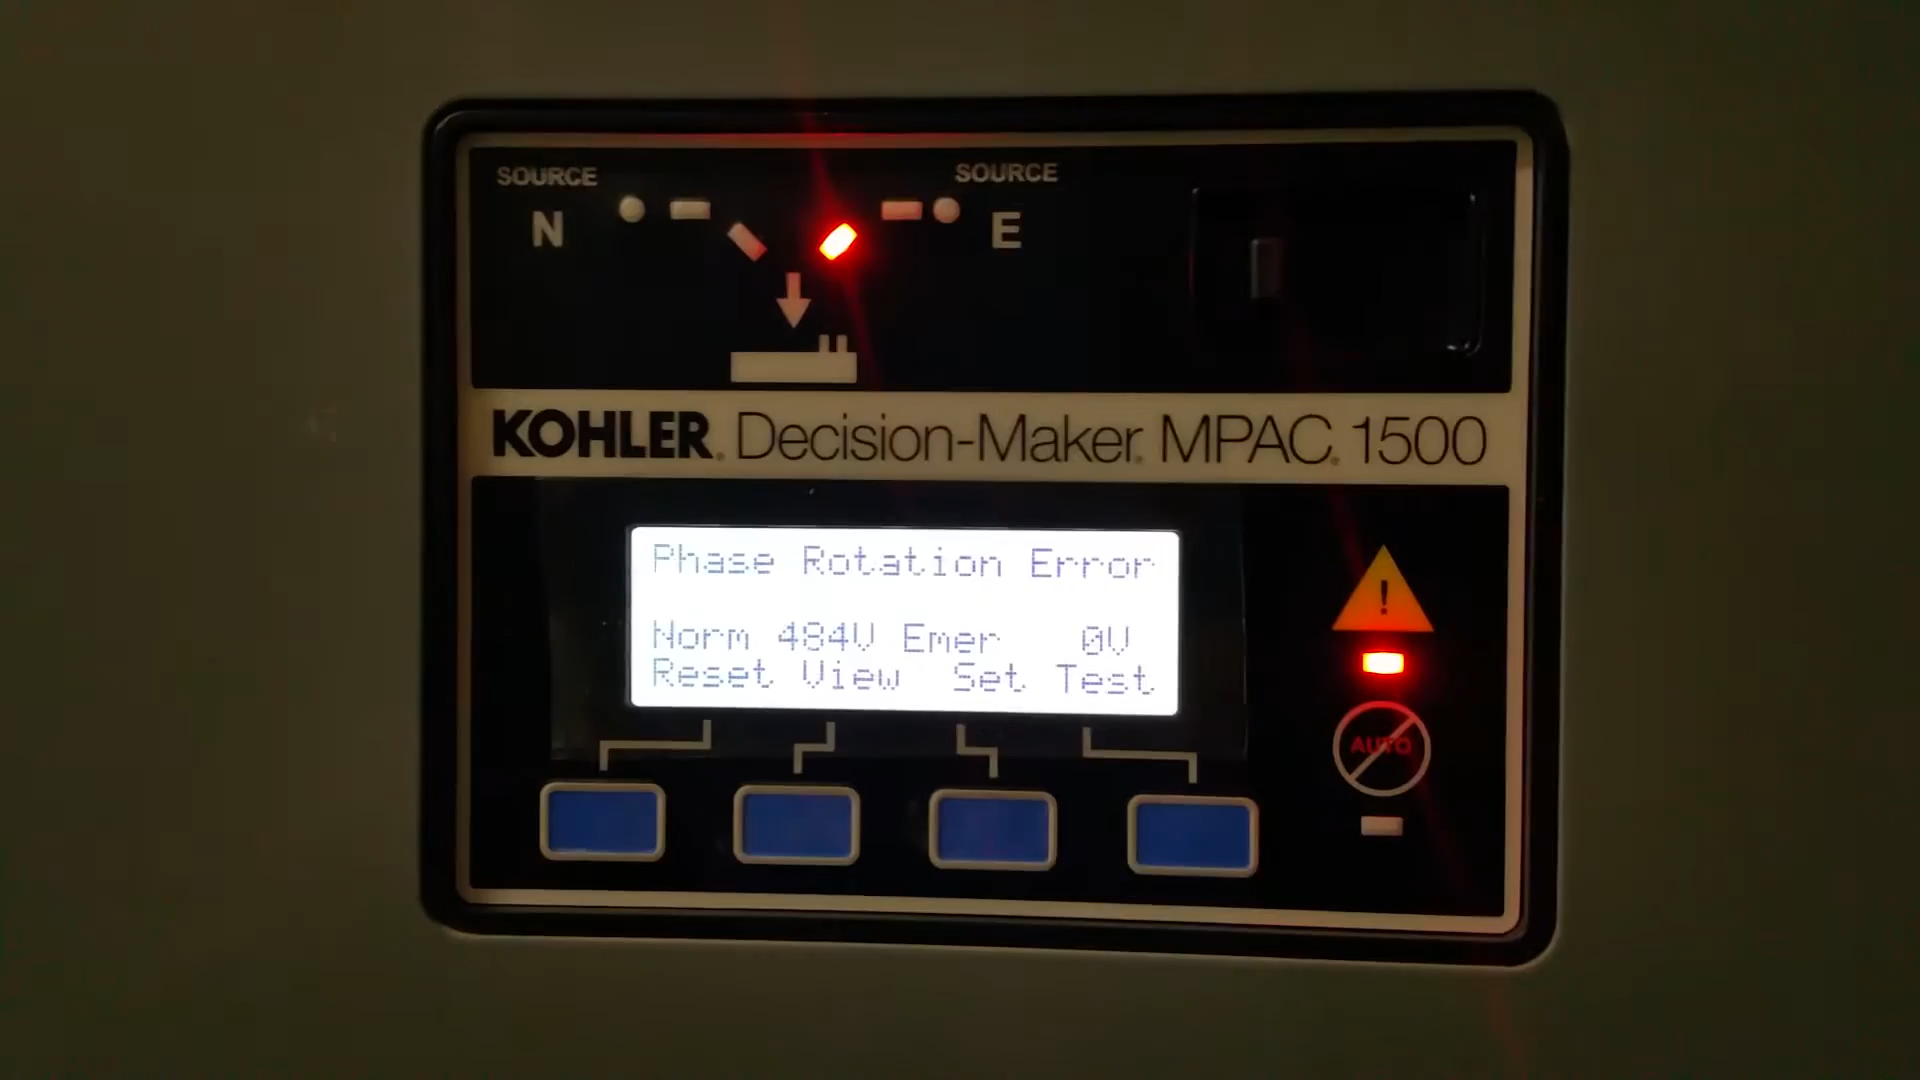 SOURCE
N
SOURCE
E
KOHLER® Decision-Maker® MPAC® 1500
Phase Rotation Error
Norm 484V Emer 0V
Reset View Set Test
!
AUTO